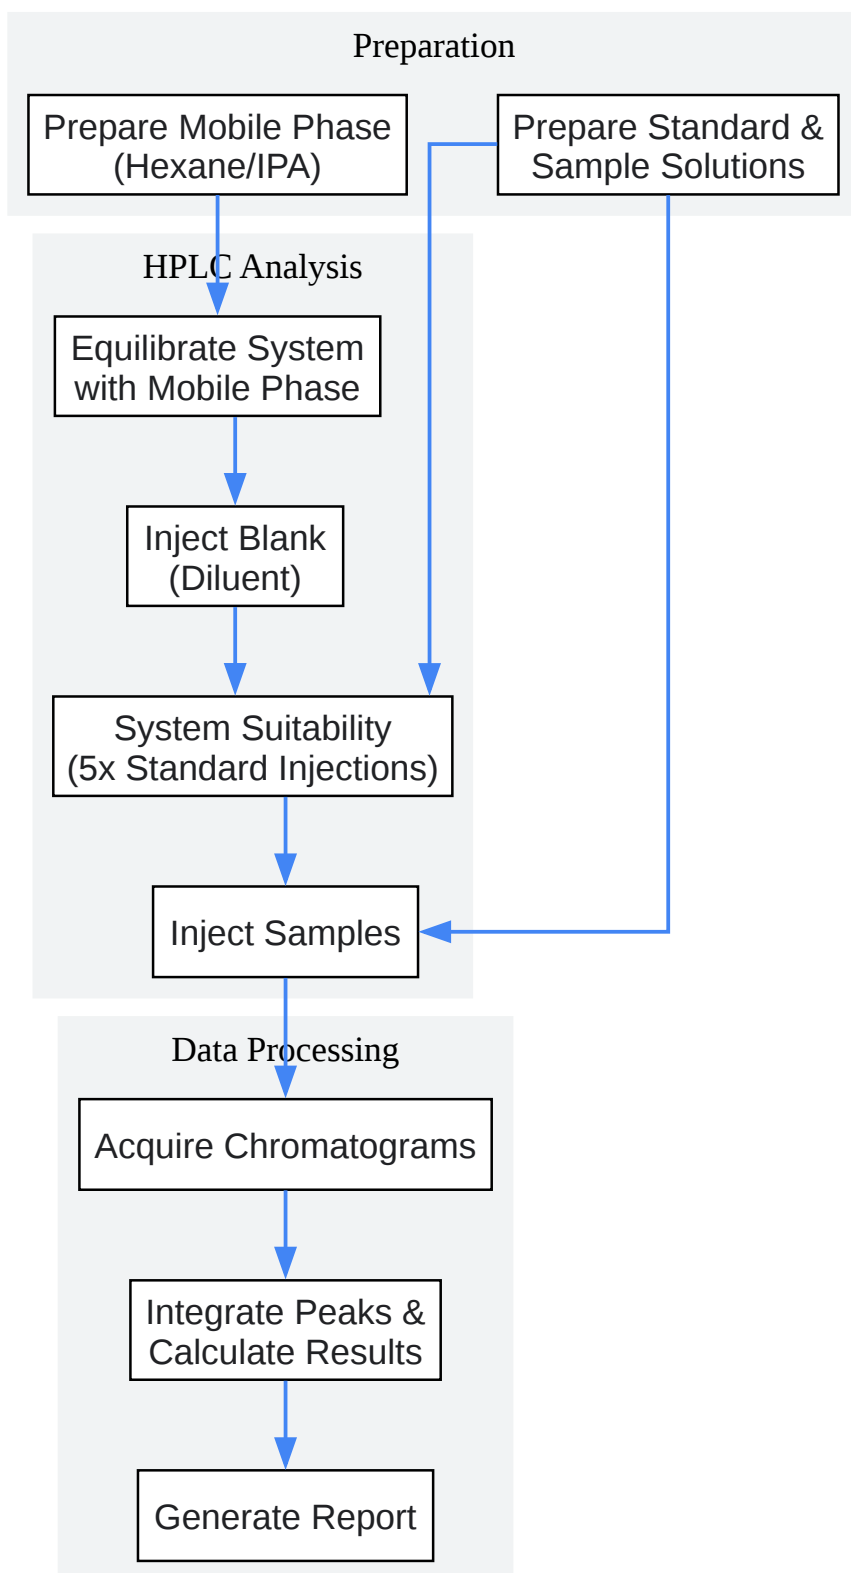 Preparation
Prepare Mobile Phase
(Hexane/IPA)
Prepare Standard &
Sample Solutions
HPLC Analysis
Equilibrate System
with Mobile Phase
Inject Blank
(Diluent)
System Suitability
(5x Standard Injections)
Inject Samples
Data Processing
Acquire Chromatograms
Integrate Peaks &
Calculate Results
Generate Report